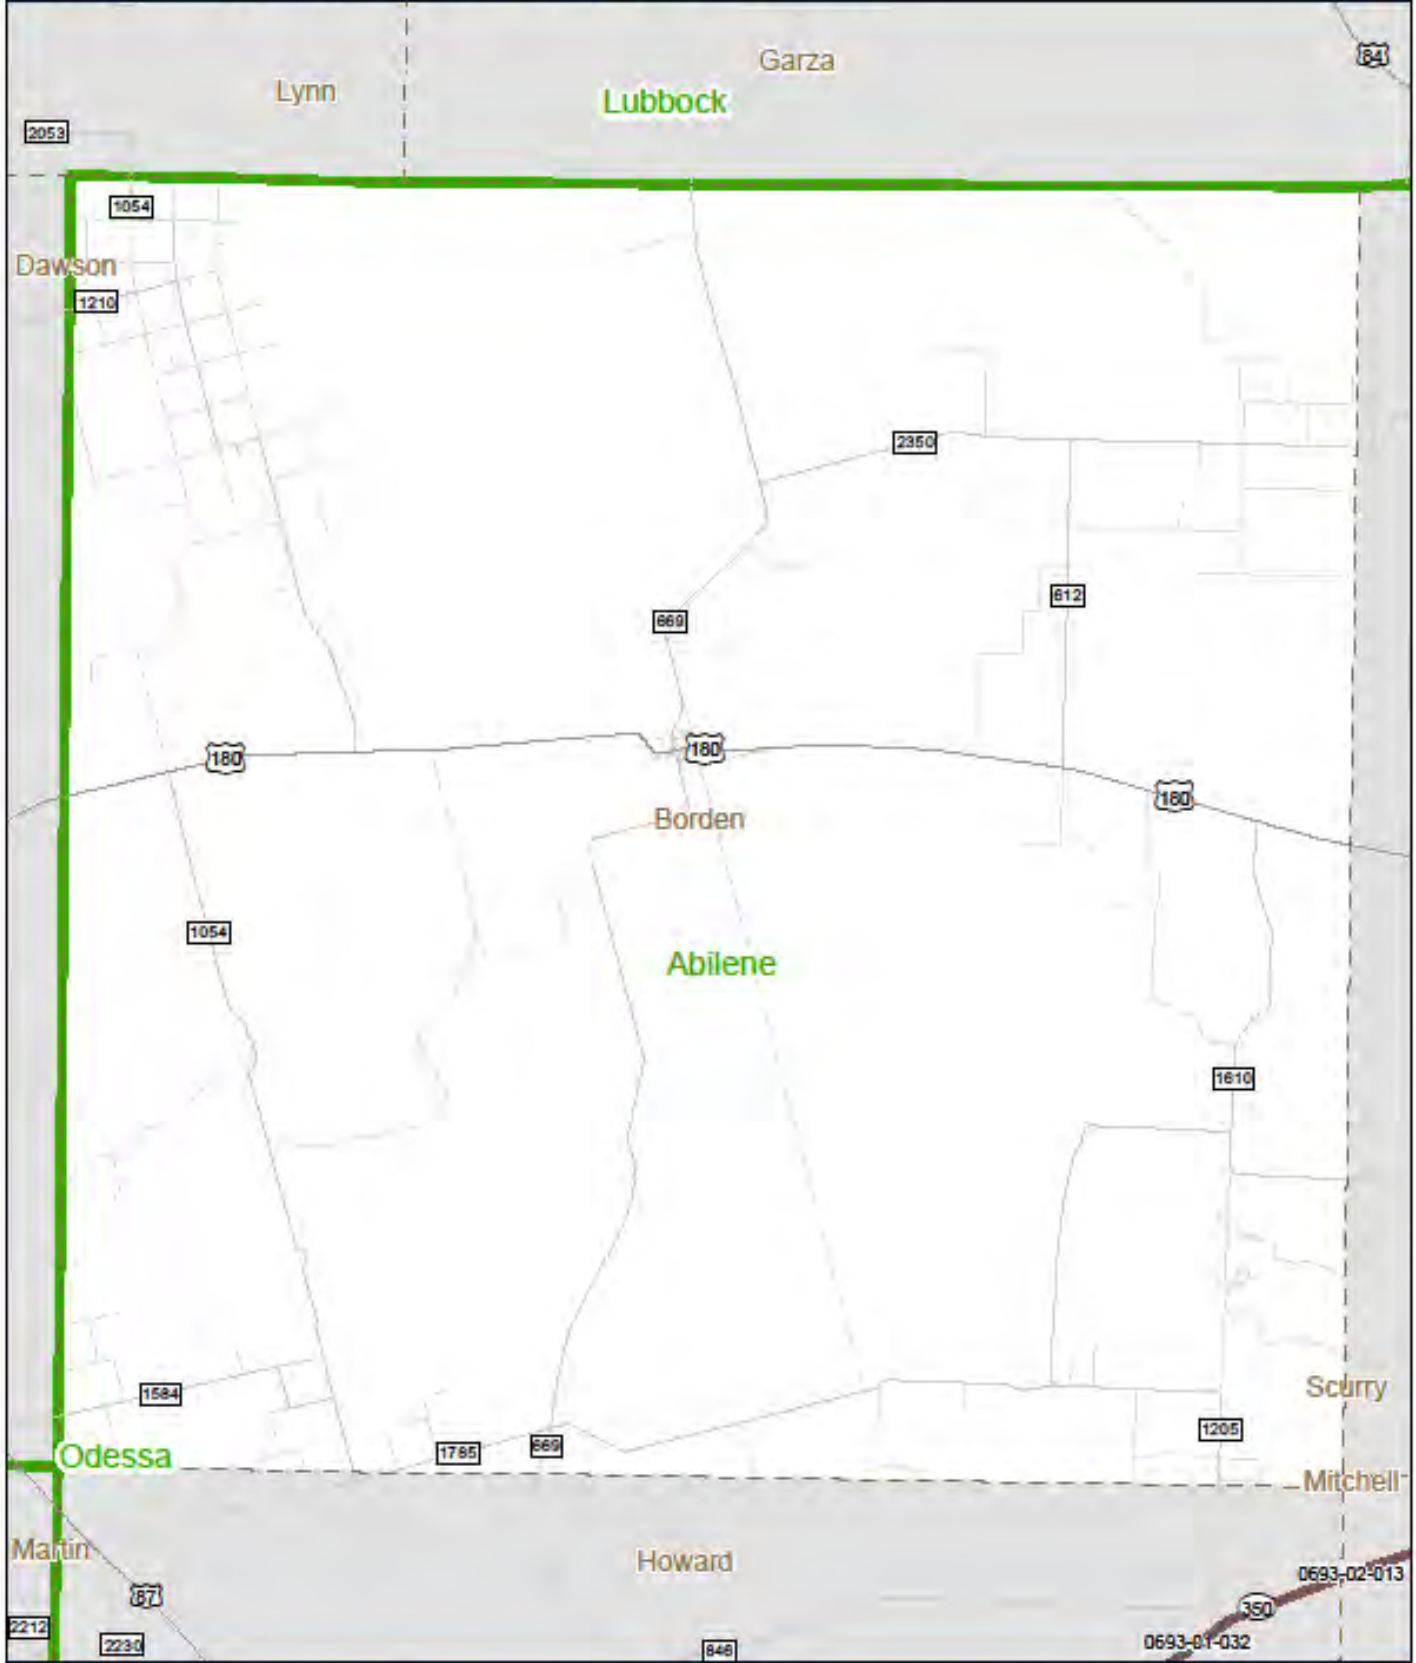 84
Garza
Lynn
Lubbock
2053
1054
Dawson
1210
2350
612
669
180
180
180
Borden
1054
Abilene
1610
Scurry
1584
1205
669
1785
Odessa
Mitchell
Martin
Howard
0693-02-013
87
350
2212
0693-01-032
2230
846